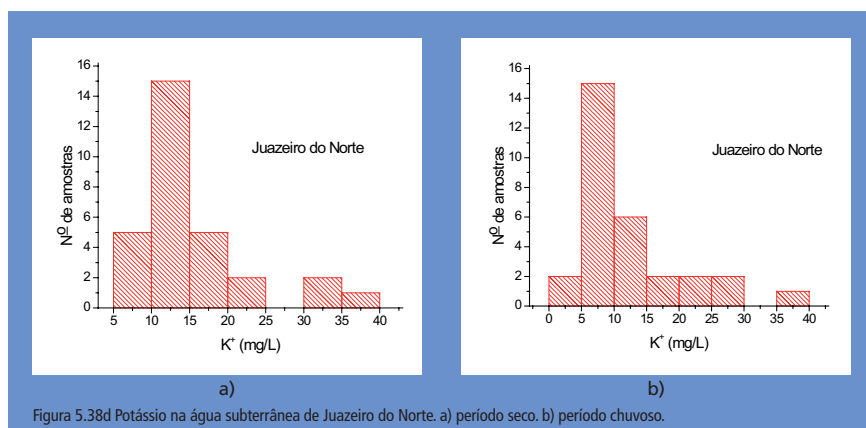 16
14
12
10
8
6
4
2
0
Nº de amostras
Juazeiro do Norte
5 10 15 20 25 30 35 40
K⁺ (mg/L)
a)
16
14
12
10
8
6
4
2
0
Nº de amostras
Juazeiro do Norte
0 5 10 15 20 25 30 35 40
K⁺ (mg/L)
b)
Figura 5.38d Potássio na água subterrânea de Juazeiro do Norte. a) período seco. b) período chuvoso.